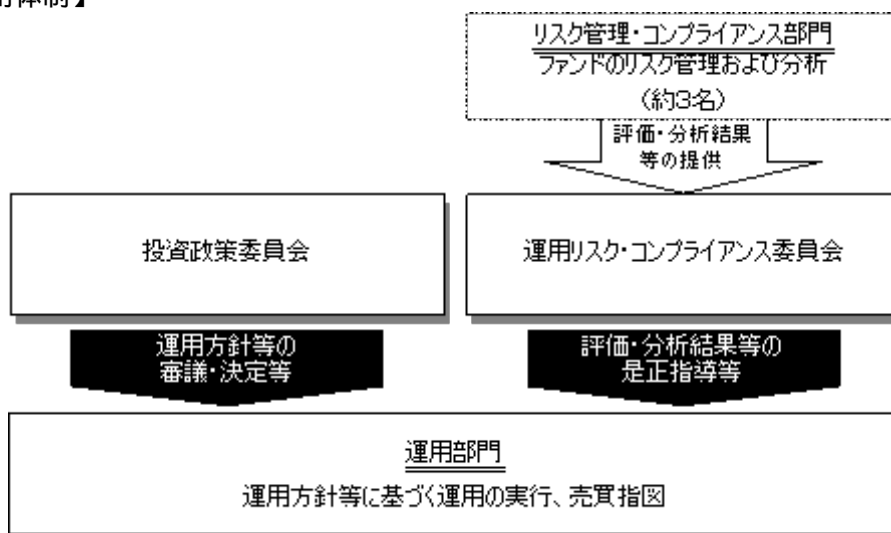 体制】
リスク管理・コンプライアンス部門
ファンドのリスク管理および分析
(約3名)
評価・分析結果
等の提供
投資政策委員会
運用リスク・コンプライアンス委員会
運用方針等の
審議・決定等
評価・分析結果等の
是正指導等
運用部門
運用方針等に基づく運用の実行、売買指図